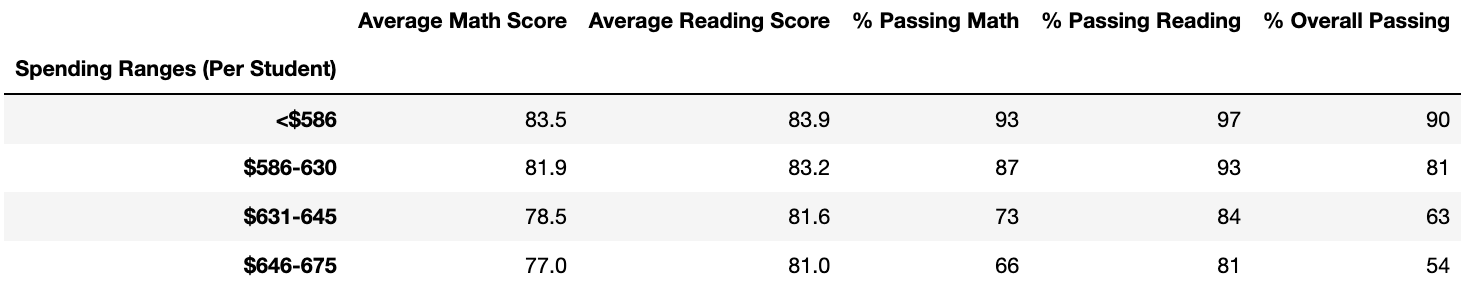 Average Math Score Average Reading Score % Passing Math % Passing Reading % Overall Passing
Spending Ranges (Per Student)
<$586 83.5 83.9 93 97 90
$586-630 81.9 83.2 87 93 81
$631-645 78.5 81.6 73 84 63
$646-675 77.0 81.0 66 81 54